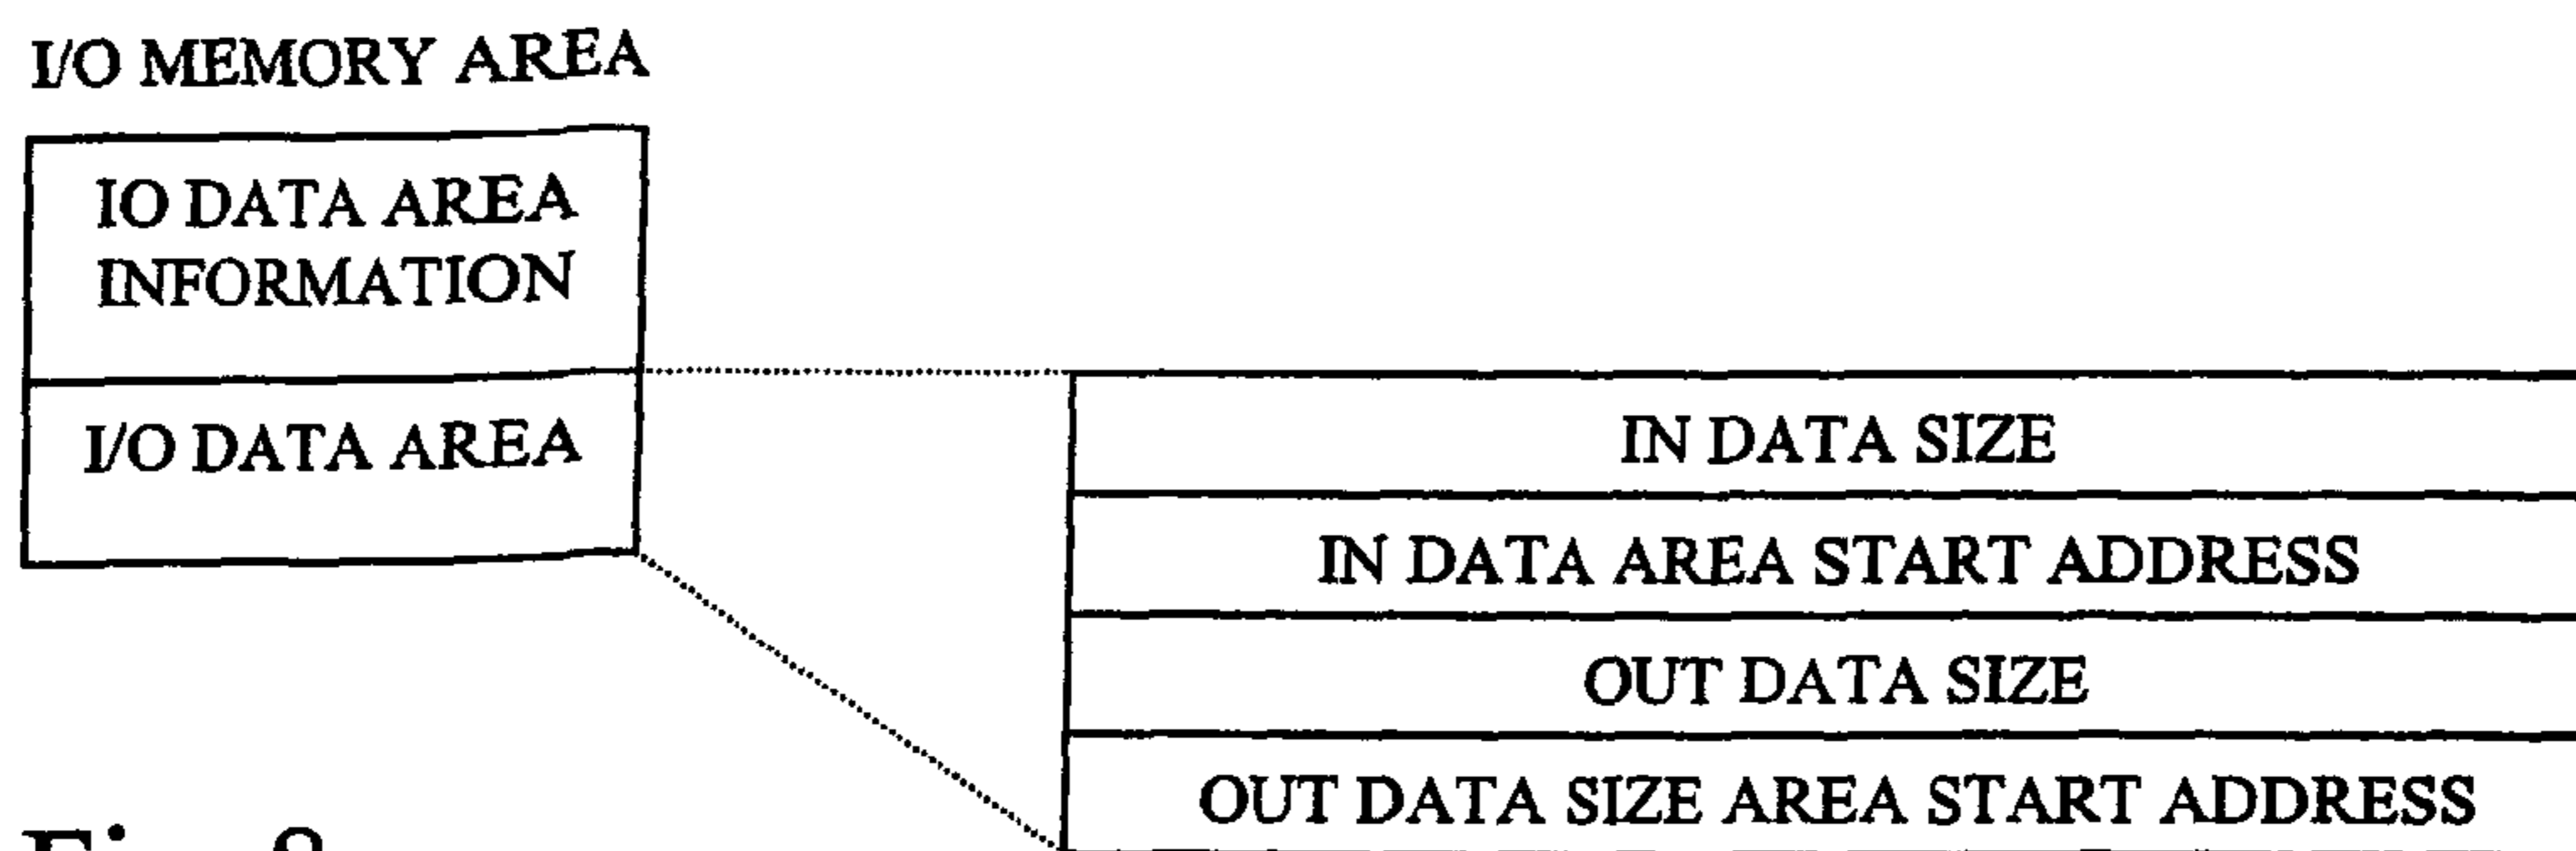 I/O MEMORY AREA
IO DATA AREA
INFORMATION
I/O DATA AREA
IN DATA SIZE
IN DATA AREA START ADDRESS
OUT DATA SIZE
OUT DATA SIZE AREA START ADDRESS